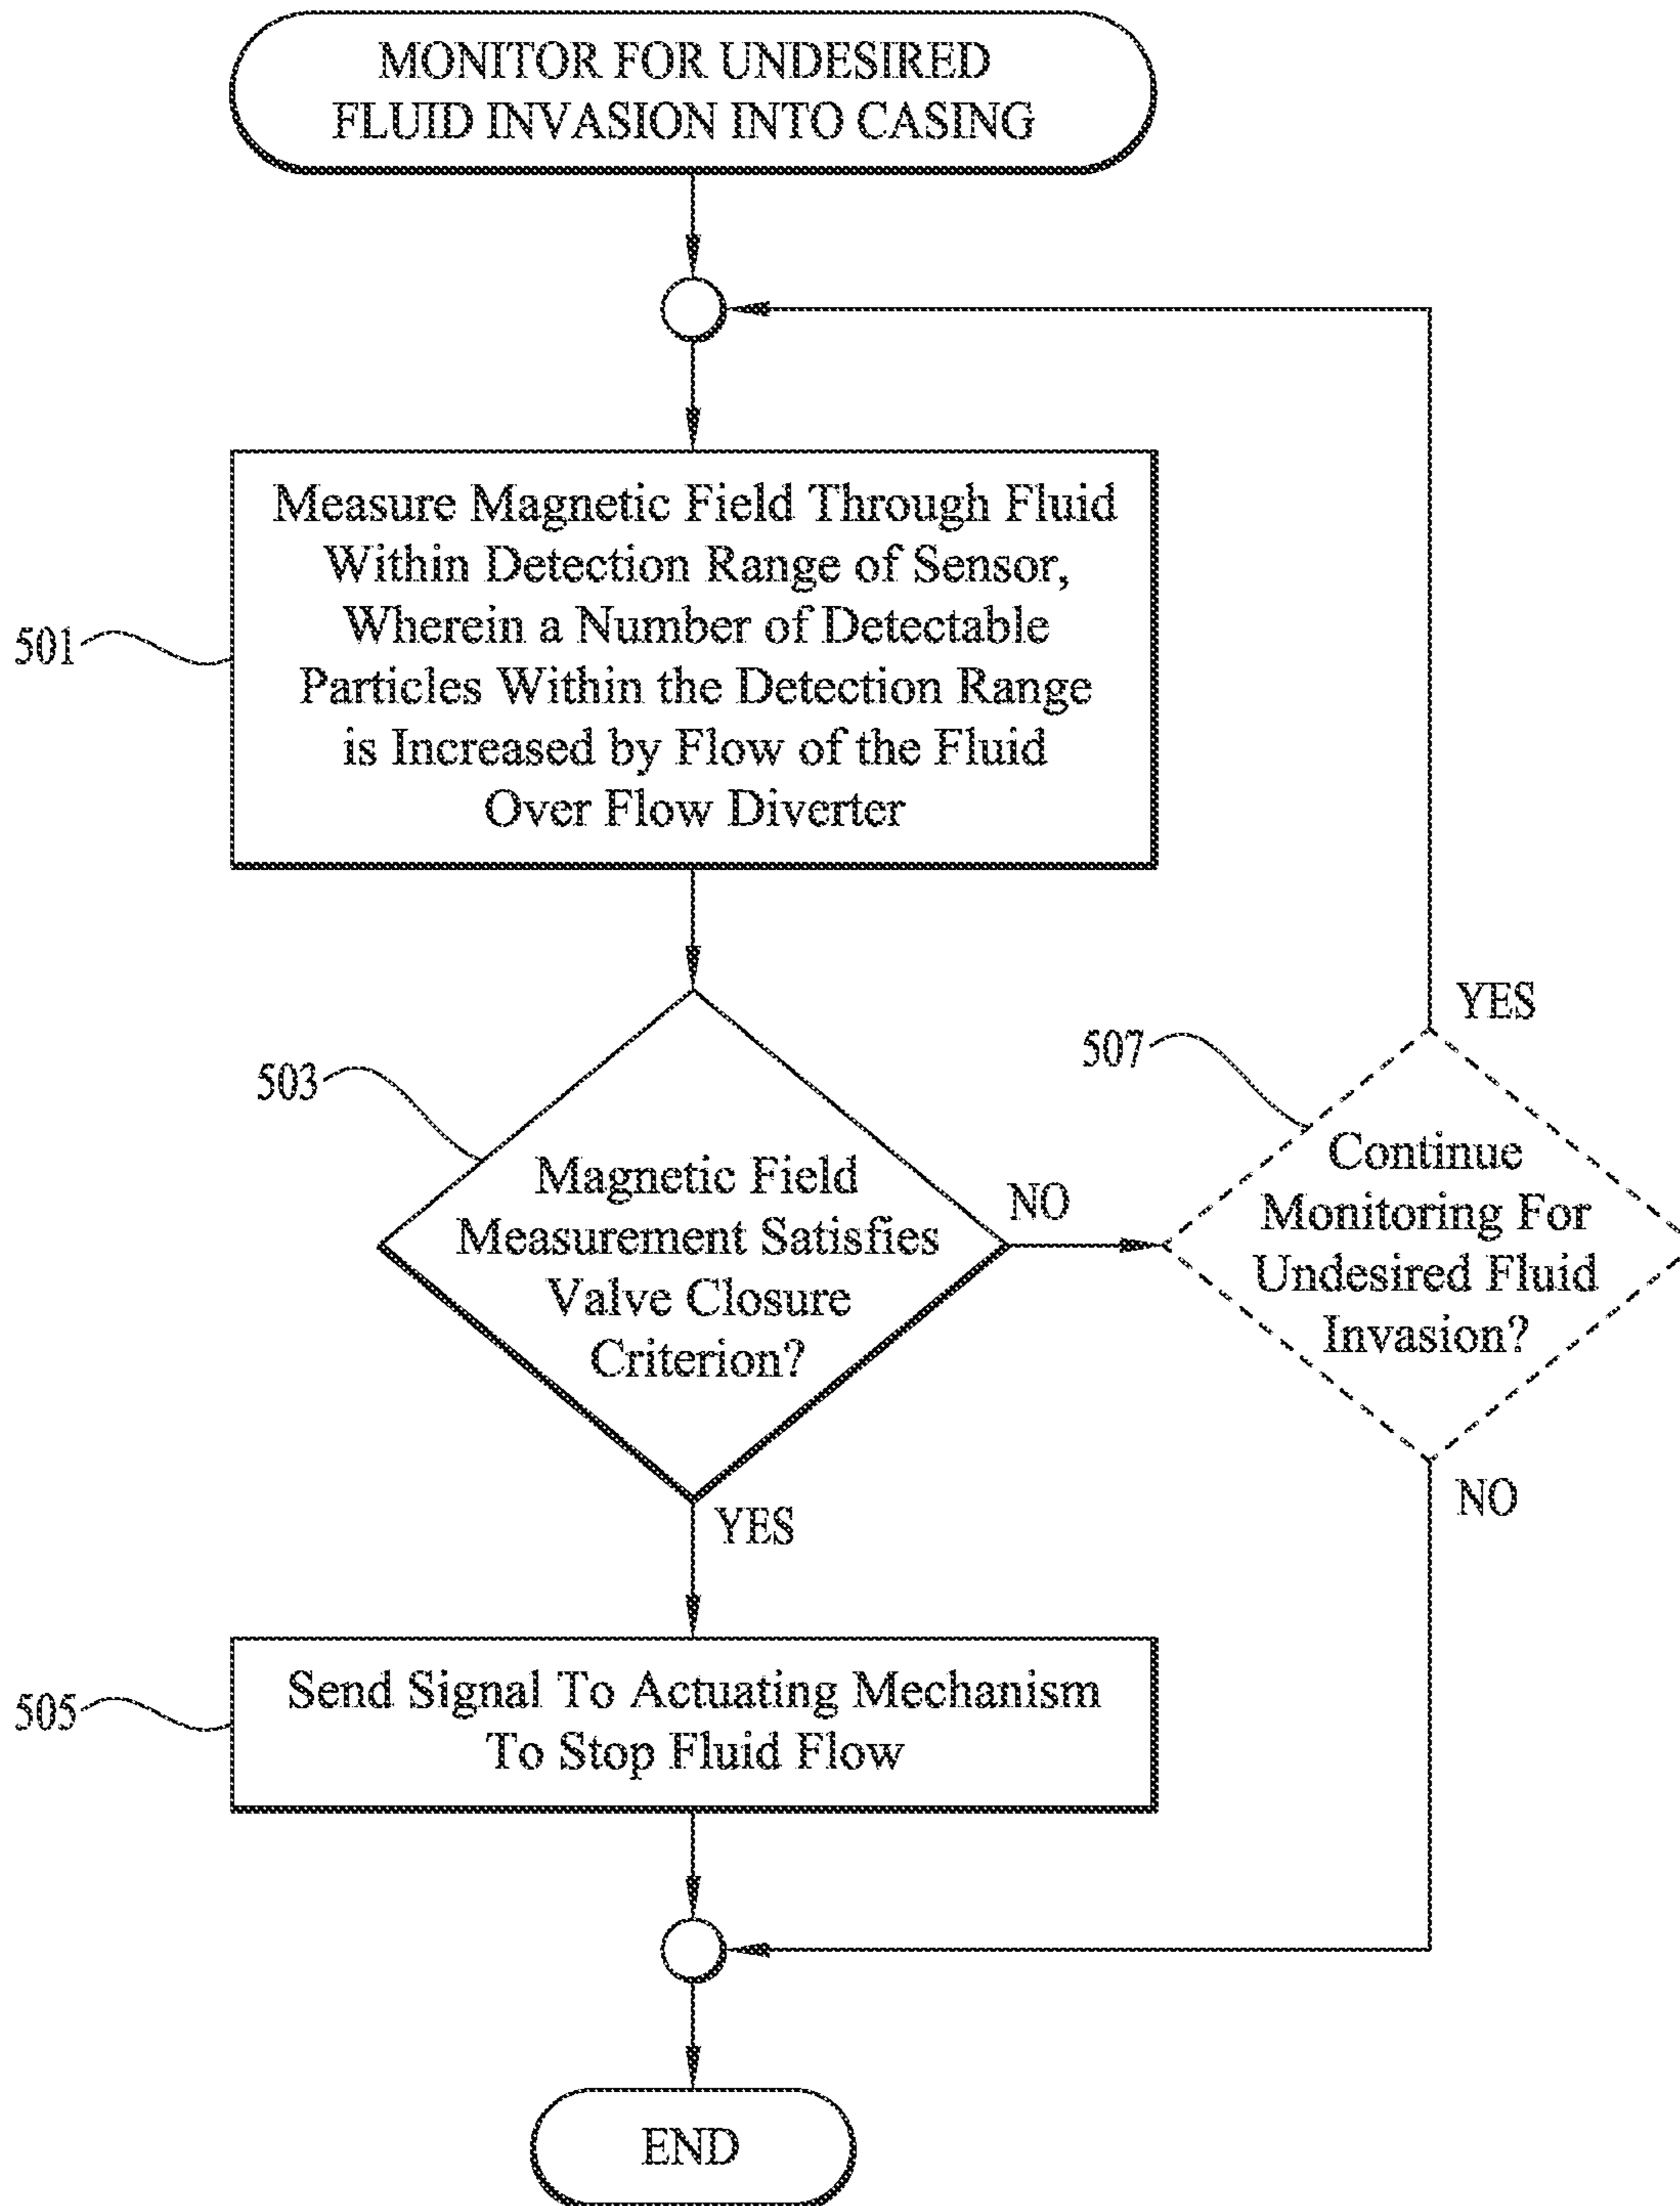 MONITOR FOR UNDESIRED
FLUID INVASION INTO CASING
501
Measure Magnetic Field Through Fluid
Within Detection Range of Sensor,
Wherein a Number of Detectable
Particles Within the Detection Range
is Increased by Flow of the Fluid
Over Flow Diverter
503
Magnetic Field
Measurement Satisfies
Valve Closure
Criterion?
NO
YES
507
Continue
Monitoring For
Undesired Fluid
Invasion?
YES
NO
505
Send Signal To Actuating Mechanism
To Stop Fluid Flow
END